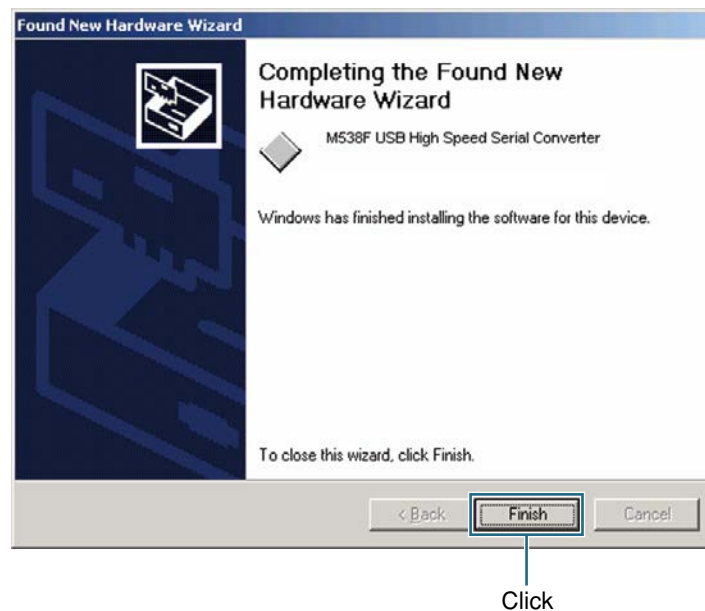 Found New Hardware Wizard
Completing the Found New
Hardware Wizard
M538F USB High Speed Serial Converter
Windows has finished installing the software for this device.
To close this wizard, click Finish.
< Back
Finish
Cancel
Click